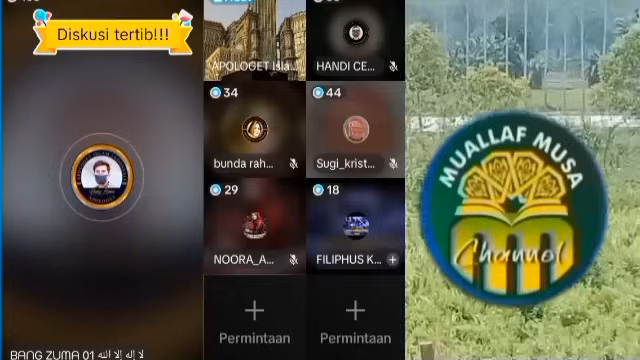 Diskusi tertib!!!
APOLOGET Isla...
HANDI CE...
34
44
bunda rah...
Sugi_krist...
29
18
NOORA_A...
FILIPHUS K...
Permintaan
Permintaan
BANG ZUMA 01 لا إله إلا الله
MUALLAF MUSA
Channel